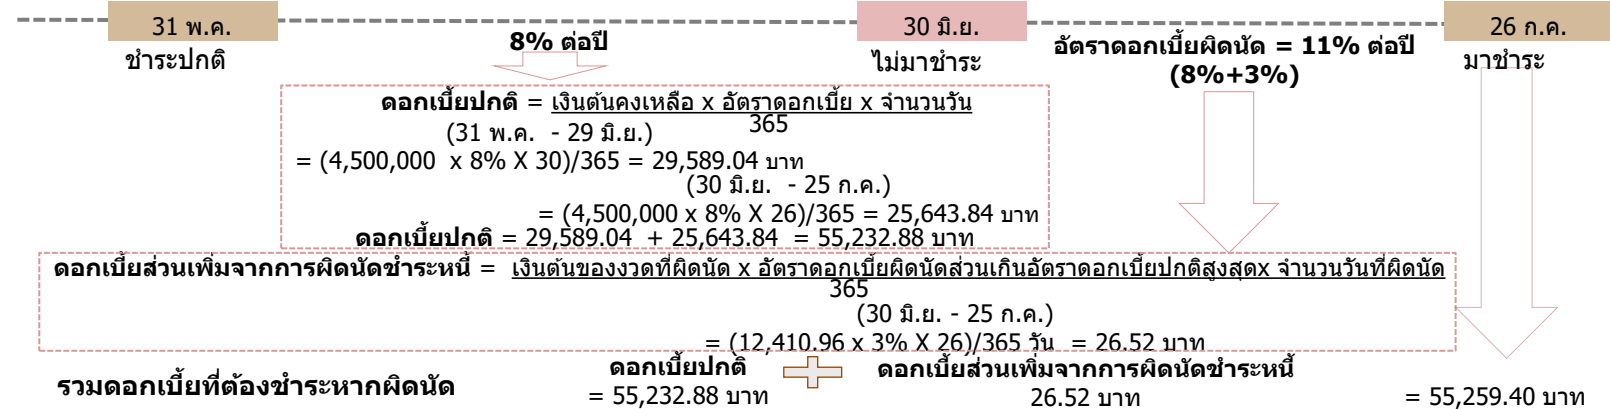 31 พ.ค.
ชำระปกติ
8% ต่อปี
30 มิ.ย.
ไม่มาชำระ
อัตราดอกเบี้ยผิดนัด = 11% ต่อปี
(8%+3%)
26 ก.ค.
มาชำระ
ดอกเบี้ยปกติ = เงินต้นคงเหลือ x อัตราดอกเบี้ย x จำนวนวัน
365
(31 พ.ค. - 29 มิ.ย.)
= (4,500,000 x 8% X 30)/365 = 29,589.04 บาท
(30 มิ.ย. - 25 ก.ค.)
= (4,500,000 x 8% X 26)/365 = 25,643.84 บาท
ดอกเบี้ยปกติ = 29,589.04 + 25,643.84 = 55,232.88 บาท
ดอกเบี้ยส่วนเพิ่มจากการผิดนัดชำระหนี้ = เงินต้นของงวดที่ผิดนัด x อัตราดอกเบี้ยผิดนัดส่วนเกินอัตราดอกเบี้ยปกติสูงสุดx จำนวนวันที่ผิดนัด
365
(30 มิ.ย. - 25 ก.ค.)
= (12,410.96 x 3% X 26)/365 วัน = 26.52 บาท
รวมดอกเบี้ยที่ต้องชำระหากผิดนัด
ดอกเบี้ยปกติ
= 55,232.88 บาท
ดอกเบี้ยส่วนเพิ่มจากการผิดนัดชำระหนี้
26.52 บาท
= 55,259.40 บาท